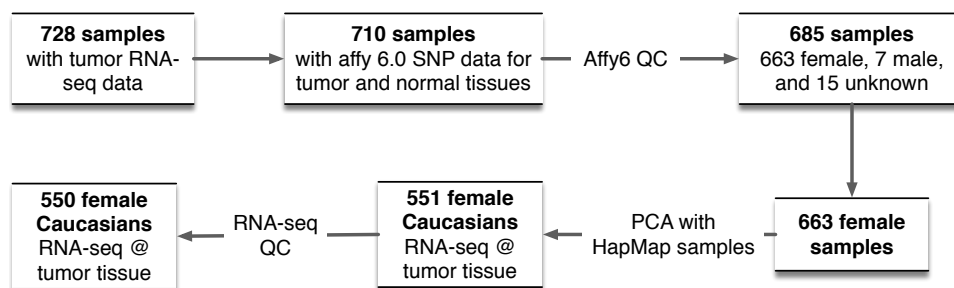 728 samples
with tumor RNA-
seq data
710 samples
with affy 6.0 SNP data for
tumor and normal tissues
Affy6 QC
685 samples
663 female, 7 male,
and 15 unknown
663 female
samples
PCA with
HapMap samples
551 female
Caucasians
RNA-seq @
tumor tissue
RNA-seq
QC
550 female
Caucasians
RNA-seq @
tumor tissue